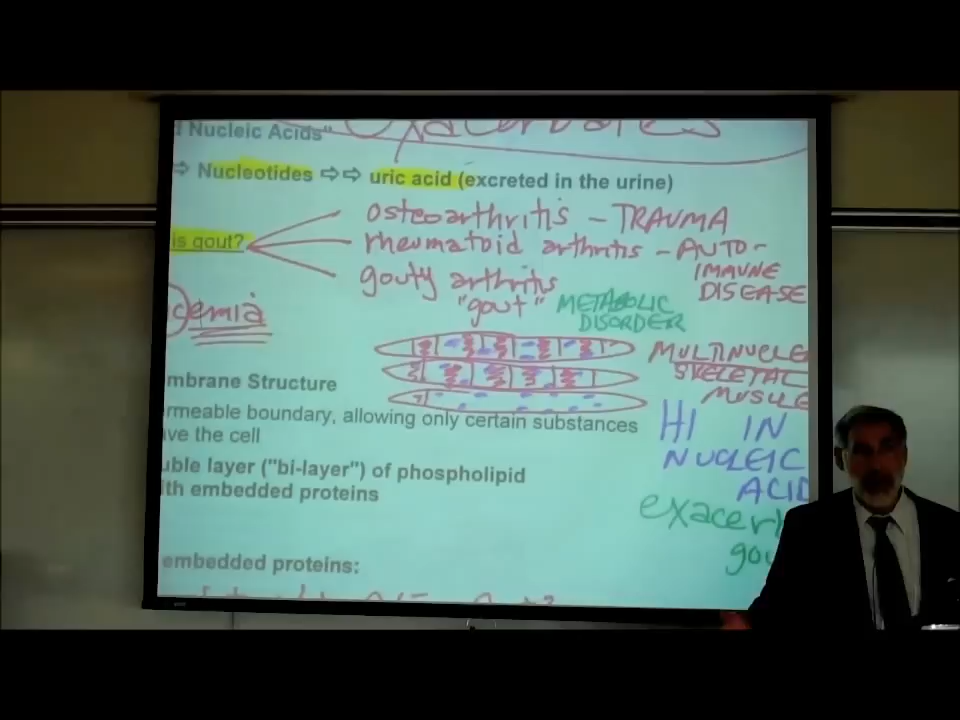 d Nucleic Acids"
exacerbates
⇨ Nucleotides ⇨⇨ uric acid (excreted in the urine)
osteoarthritis – TRAUMA
is gout?
rheumatoid arthritis – AUTO-
IMMUNE
DISEASE
gouty arthritis
"gout" METABOLIC
DISORDER
emia
MULTINUCLE
SKELETAL
MUSCLE
mbrane Structure
rmeable boundary, allowing only certain substances
ave the cell
HI IN
NUCLEIC
ACID
uble layer ("bi-layer") of phospholipid
ith embedded proteins
exacerb
gou
embedded proteins: